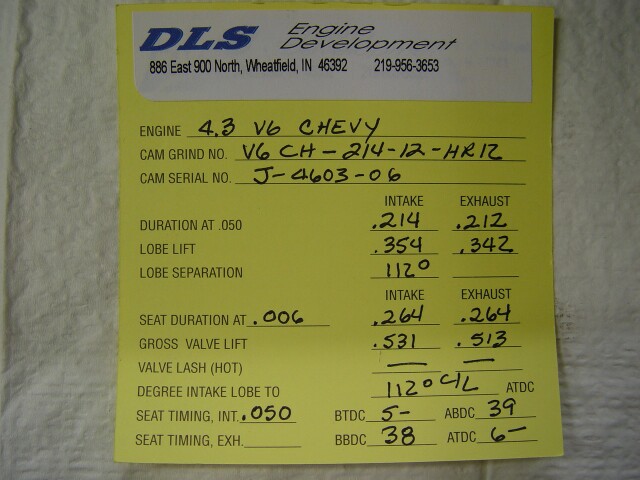 DLS Engine Development
886 East 900 North, Wheatfield, IN 46392 219-956-3653
ENGINE 4.3 V6 CHEVY
CAM GRIND NO. V6 CH-214-12-HR12
CAM SERIAL NO. J-4603-06
INTAKE EXHAUST
DURATION AT .050 .214 .212
LOBE LIFT .354 .342
LOBE SEPARATION 112°
INTAKE EXHAUST
SEAT DURATION AT .006 .264 .264
GROSS VALVE LIFT .531 .513
VALVE LASH (HOT) — —
DEGREE INTAKE LOBE TO 112° C/L ATDC
SEAT TIMING, INT. .050 BTDC 5- ABDC 39
SEAT TIMING, EXH. BBDC 38 ATDC 6-